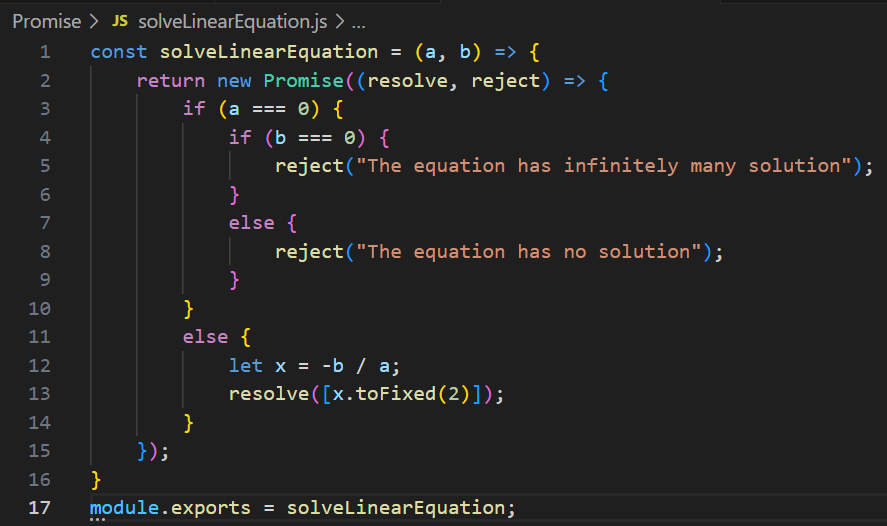 Promise > JS solveLinearEquation.js > ...
1 const solveLinearEquation = (a, b) => {
2     return new Promise((resolve, reject) => {
3         if (a === 0) {
4             if (b === 0) {
5                 reject("The equation has infinitely many solution");
6             }
7             else {
8                 reject("The equation has no solution");
9             }
10         }
11         else {
12             let x = -b / a;
13             resolve([x.toFixed(2)]);
14         }
15     });
16 }
17 module.exports = solveLinearEquation;